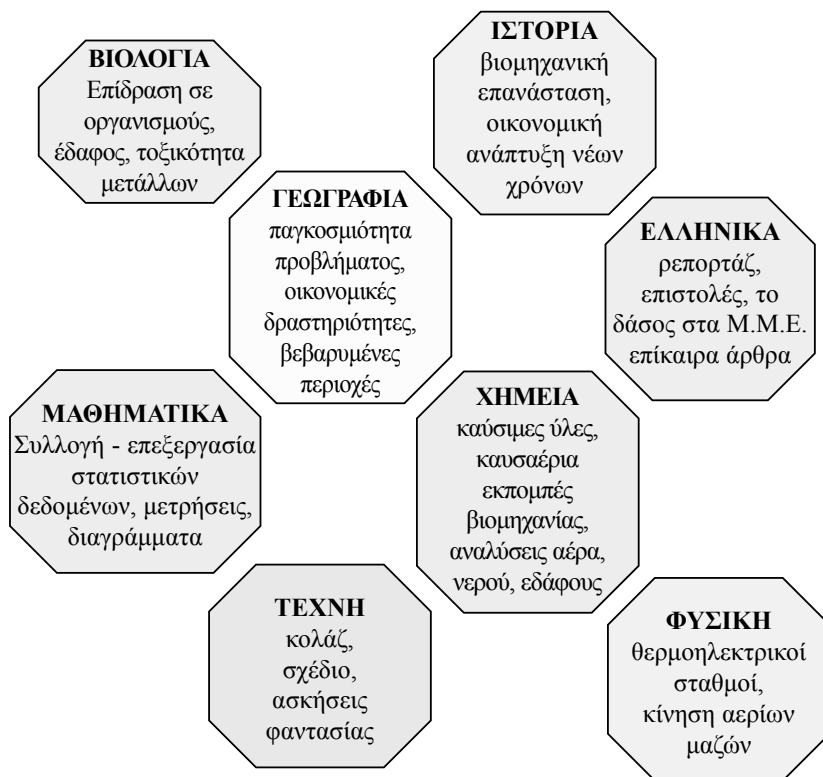 ΒΙΟΛΟΓΙΑ
Επίδραση σε
οργανισμούς,
έδαφος, τοξικότητα
μετάλλων
ΙΣΤΟΡΙΑ
βιομηχανική
επανάσταση,
οικονομική
ανάπτυξη νέων
χρόνων
ΓΕΩΓΡΑΦΙΑ
παγκοσμιότητα
προβλήματος,
οικονομικές
δραστηριότητες,
βεβαρυμένες
περιοχές
ΕΛΛΗΝΙΚΑ
ρεπορτάζ,
επιστολές, το
δάσος στα Μ.Μ.Ε.
επίκαιρα άρθρα
ΜΑΘΗΜΑΤΙΚΑ
Συλλογή - επεξεργασία
στατιστικών
δεδομένων, μετρήσεις,
διαγράμματα
ΧΗΜΕΙΑ
καύσιμες ύλες,
καυσαέρια
εκπομπές
βιομηχανίας,
αναλύσεις αέρα,
νερού, εδάφους
ΤΕΧΝΗ
κολάζ,
σχέδιο,
ασκήσεις
φαντασίας
ΦΥΣΙΚΗ
θερμοηλεκτρικοί
σταθμοί,
κίνηση αερίων
μαζών